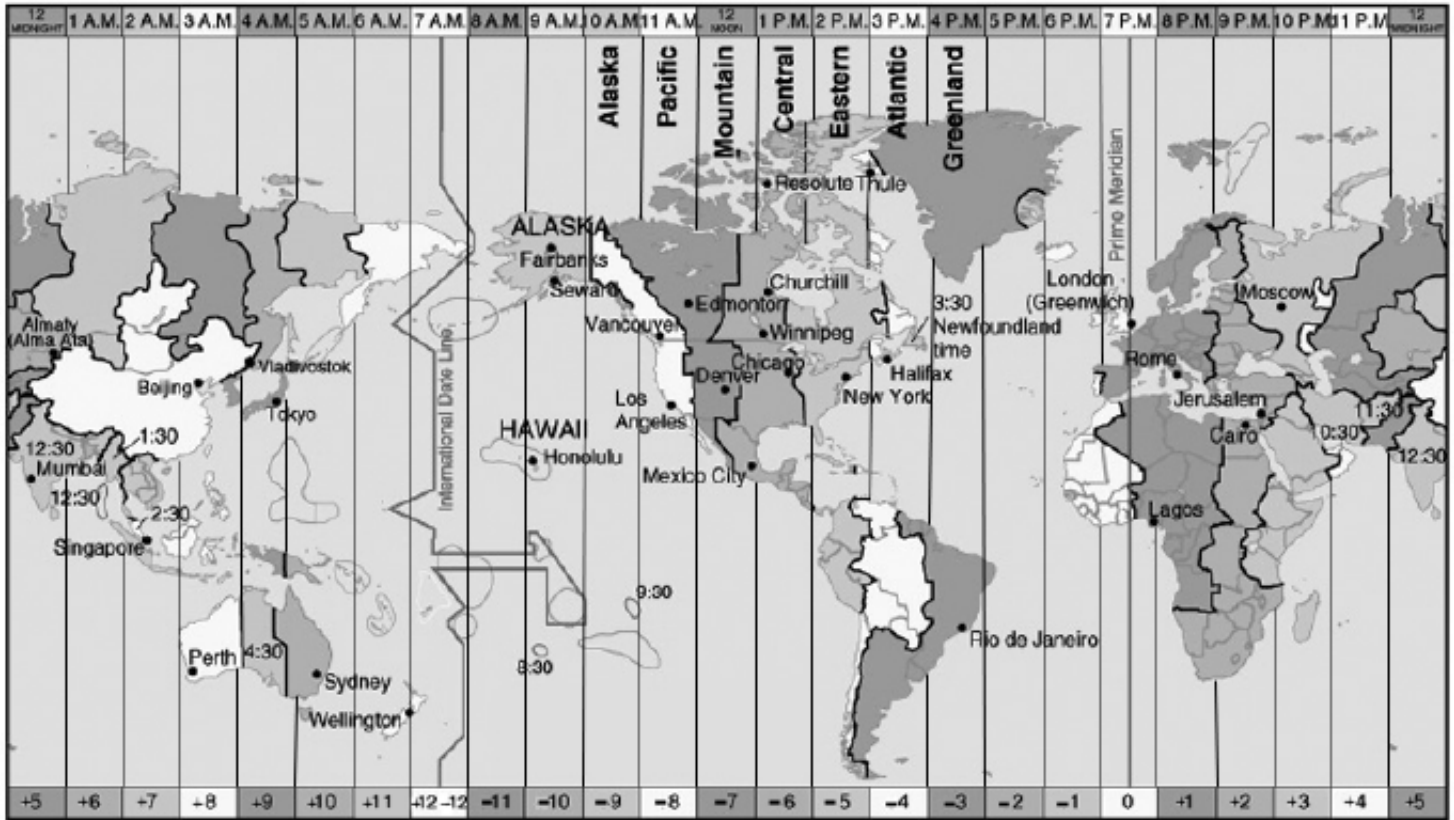 12 MIDNIGHT 1 A.M. 2 A.M. 3 A.M. 4 A.M. 5 A.M. 6 A.M. 7 A.M. 8 A.M. 9 A.M. 10 A.M. 11 A.M. 12 NOON 1 P.M. 2 P.M. 3 P.M. 4 P.M. 5 P.M. 6 P.M. 7 P.M. 8 P.M. 9 P.M. 10 P.M. 11 P.M. 12 MIDNIGHT
Alaska
Pacific
Mountain
Central
Eastern
Atlantic
Greenland
Prime Meridian
International Date Line
Resolute
Thule
ALASKA
Fairbanks
Seward
Churchill
Edmonton
Vancouver
Winnipeg
3:30
Newfoundland
time
London
(Greenwich)
Moscow
Almaty
(Alma Ata)
Vladivostok
Beijing
Tokyo
Chicago
Denver
Halifax
New York
Los
Angeles
Rome
Jerusalem
Cairo
11:30
0:30
12:30
HAWAII
Honolulu
Mexico City
1:30
12:30
Mumbai
12:30
2:30
Singapore
Lagos
9:30
8:30
Rio de Janeiro
Perth
4:30
Sydney
Wellington
+5 +6 +7 +8 +9 +10 +11 +12 –12 –11 –10 –9 –8 –7 –6 –5 –4 –3 –2 –1 0 +1 +2 +3 +4 +5